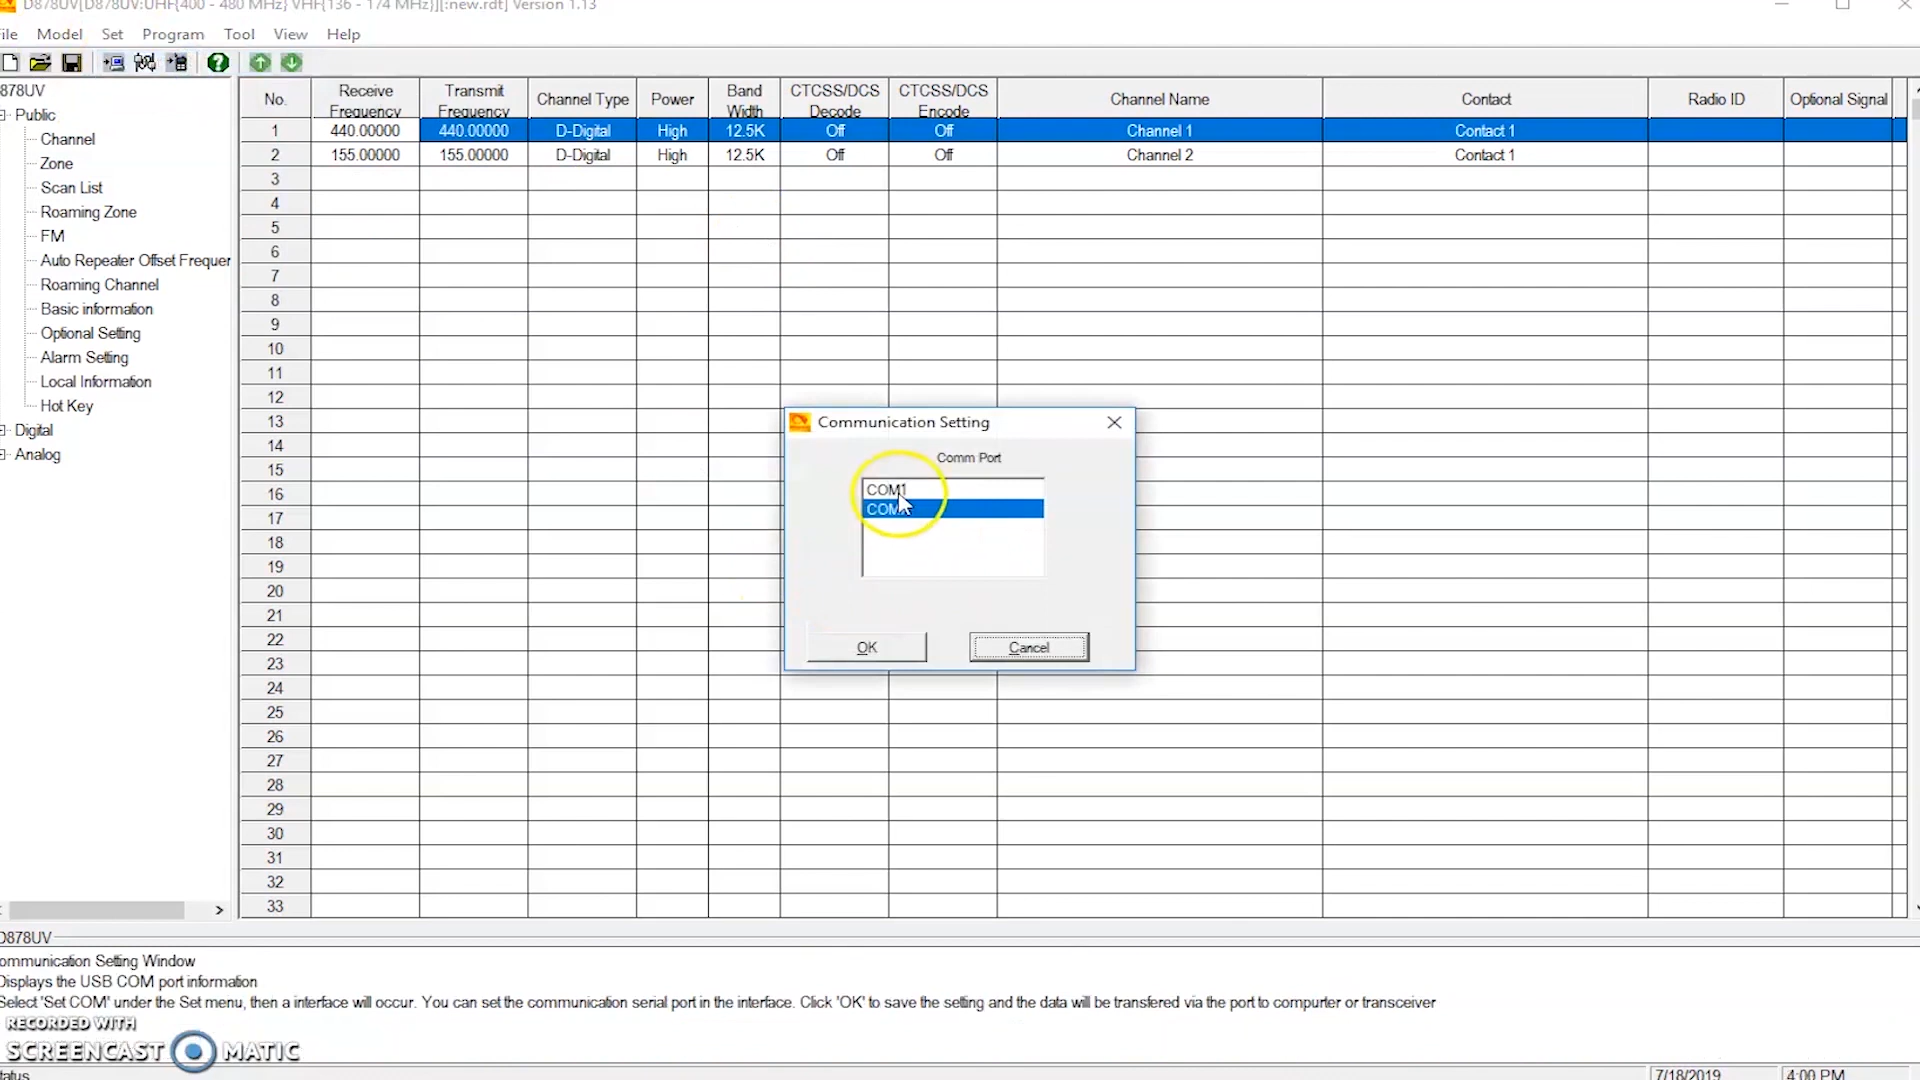 D878UV[D878UV:UHF{400 - 480 MHz} VHF{136 - 174 MHz}][:new.rdt] Version 1.13
ile Model Set Program Tool View Help
878UV
Public
Channel
Zone
Scan List
Roaming Zone
FM
Auto Repeater Offset Frequer
Roaming Channel
Basic information
Optional Setting
Alarm Setting
Local Information
Hot Key
Digital
Analog
No. Receive Frequency Transmit Frequency Channel Type Power Band Width CTCSS/DCS Decode CTCSS/DCS Encode Channel Name Contact Radio ID Optional Signal
1 440.00000 440.00000 D-Digital High 12.5K Off Off Channel 1 Contact 1
2 155.00000 155.00000 D-Digital High 12.5K Off Off Channel 2 Contact 1
3
4
5
6
7
8
9
10
11
12
13
14
15
16
17
18
19
20
21
22
23
24
25
26
27
28
29
30
31
32
33
Communication Setting
Comm Port
COM1
OK Cancel
D878UV
ommunication Setting Window
Displays the USB COM port information
Select 'Set COM' under the Set menu, then a interface will occur. You can set the communication serial port in the interface. Click 'OK' to save the setting and the data will be transfered via the port to compurter or transceiver
RECORDED WITH
SCREENCAST MATIC
tatus 7/18/2019 4:00 PM